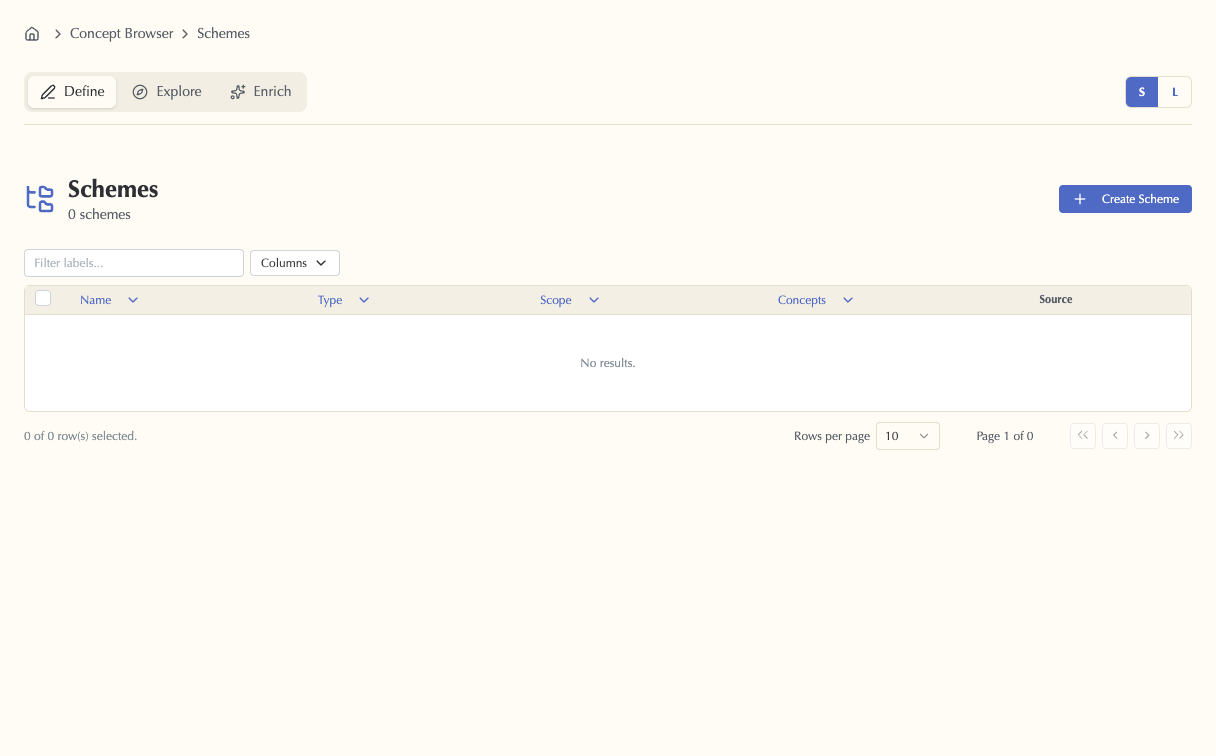 Concept Browser Schemes
Define Explore Enrich
S L
Schemes
0 schemes
Create Scheme
Filter labels... Columns
Name Type Scope Concepts Source
No results.
0 of 0 row(s) selected. Rows per page 10 Page 1 of 0